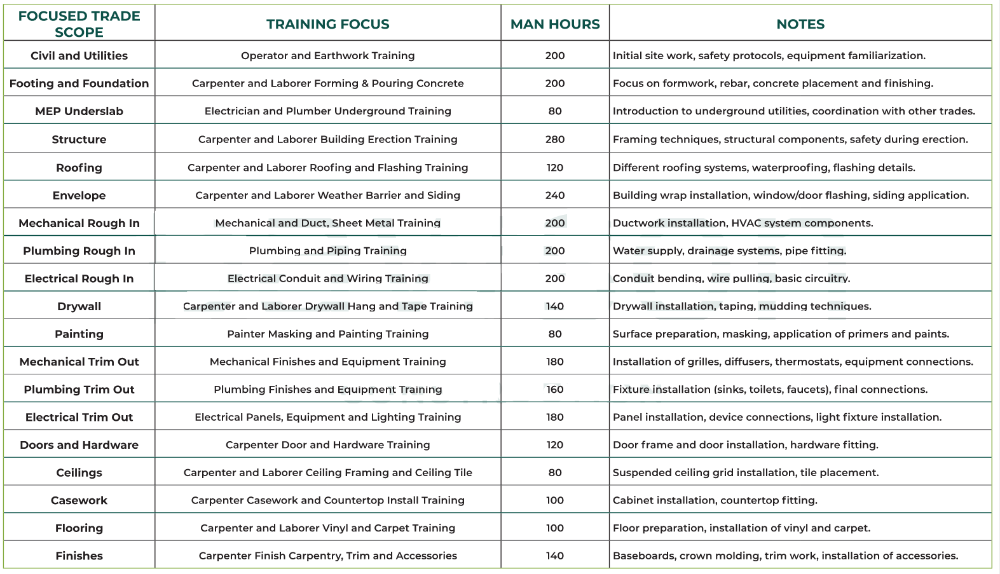 FOCUSED TRADE SCOPE TRAINING FOCUS MAN HOURS NOTES
Civil and Utilities Operator and Earthwork Training 200 Initial site work, safety protocols, equipment familiarization.
Footing and Foundation Carpenter and Laborer Forming & Pouring Concrete 200 Focus on formwork, rebar, concrete placement and finishing.
MEP Underslab Electrician and Plumber Underground Training 80 Introduction to underground utilities, coordination with other trades.
Structure Carpenter and Laborer Building Erection Training 280 Framing techniques, structural components, safety during erection.
Roofing Carpenter and Laborer Roofing and Flashing Training 120 Different roofing systems, waterproofing, flashing details.
Envelope Carpenter and Laborer Weather Barrier and Siding 240 Building wrap installation, window/door flashing, siding application.
Mechanical Rough In Mechanical and Duct, Sheet Metal Training 200 Ductwork installation, HVAC system components.
Plumbing Rough In Plumbing and Piping Training 200 Water supply, drainage systems, pipe fitting.
Electrical Rough In Electrical Conduit and Wiring Training 200 Conduit bending, wire pulling, basic circuitry.
Drywall Carpenter and Laborer Drywall Hang and Tape Training 140 Drywall installation, taping, mudding techniques.
Painting Painter Masking and Painting Training 80 Surface preparation, masking, application of primers and paints.
Mechanical Trim Out Mechanical Finishes and Equipment Training 180 Installation of grilles, diffusers, thermostats, equipment connections.
Plumbing Trim Out Plumbing Finishes and Equipment Training 160 Fixture installation (sinks, toilets, faucets), final connections.
Electrical Trim Out Electrical Panels, Equipment and Lighting Training 180 Panel installation, device connections, light fixture installation.
Doors and Hardware Carpenter Door and Hardware Training 120 Door frame and door installation, hardware fitting.
Ceilings Carpenter and Laborer Ceiling Framing and Ceiling Tile 80 Suspended ceiling grid installation, tile placement.
Casework Carpenter Casework and Countertop Install Training 100 Cabinet installation, countertop fitting.
Flooring Carpenter and Laborer Vinyl and Carpet Training 100 Floor preparation, installation of vinyl and carpet.
Finishes Carpenter Finish Carpentry, Trim and Accessories 140 Baseboards, crown molding, trim work, installation of accessories.